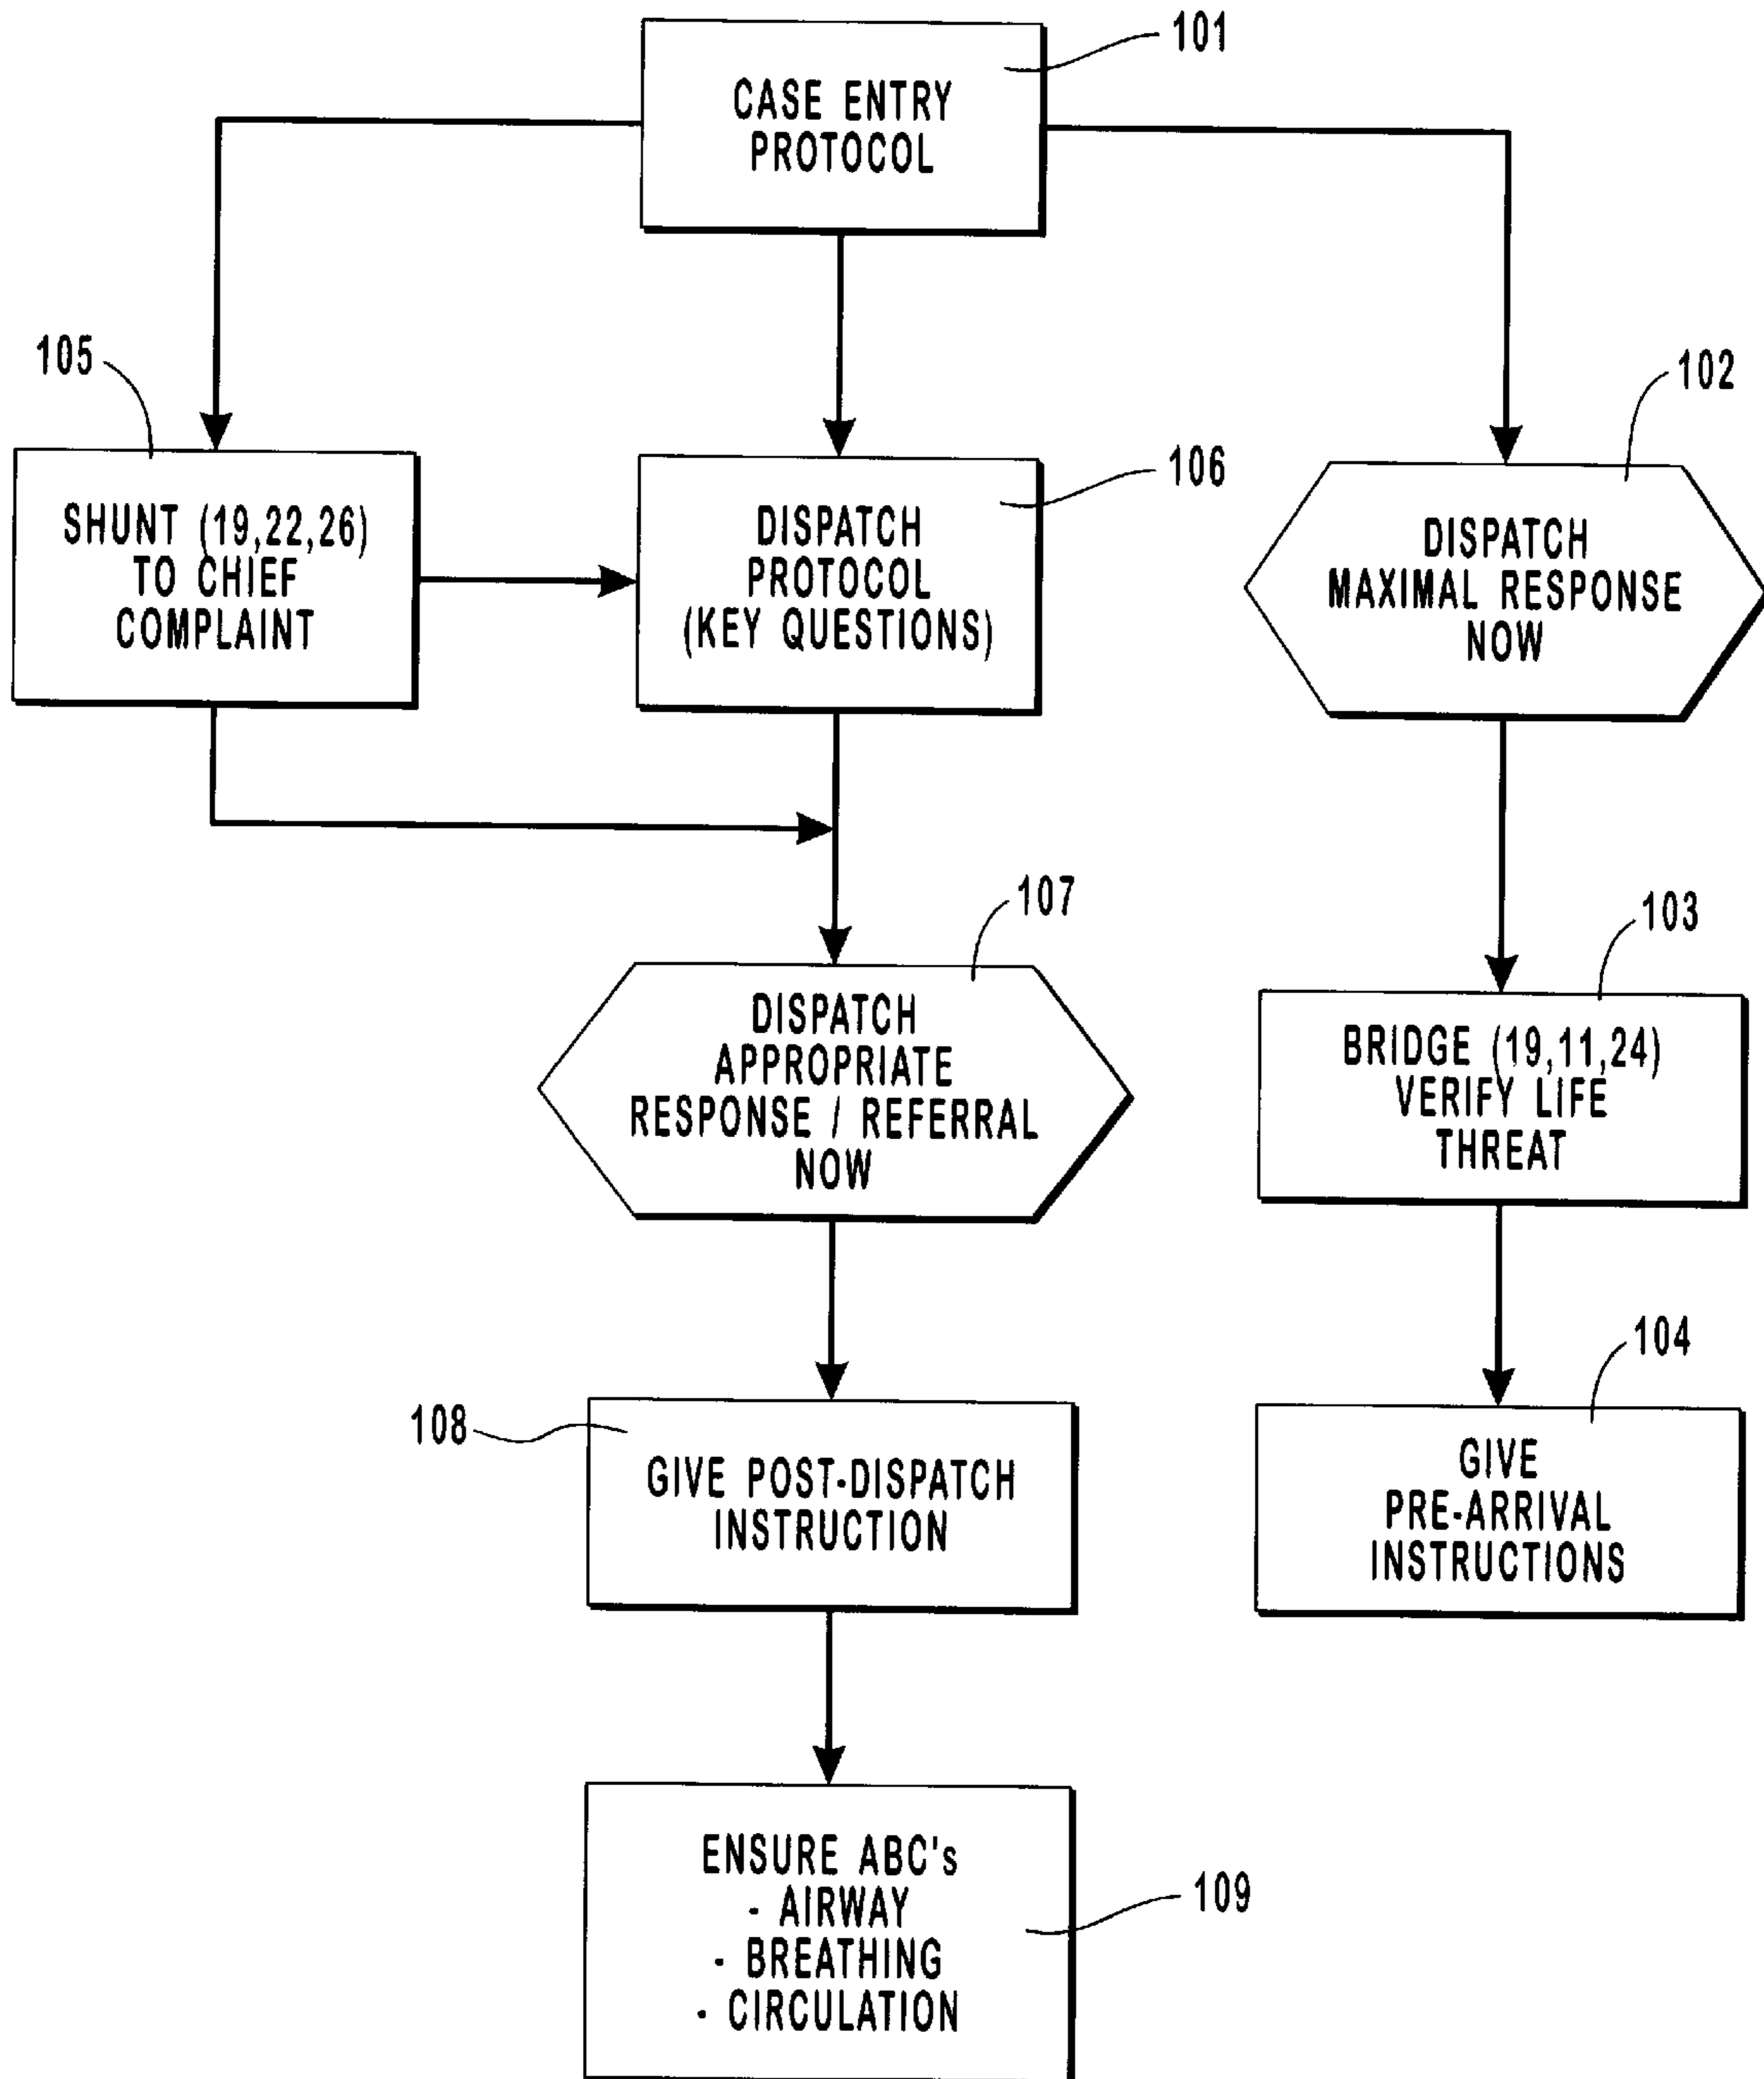 101
CASE ENTRY
PROTOCOL
105
SHUNT (19,22,26)
TO CHIEF
COMPLAINT
106
DISPATCH
PROTOCOL
(KEY QUESTIONS)
102
DISPATCH
MAXIMAL RESPONSE
NOW
107
DISPATCH
APPROPRIATE
RESPONSE / REFERRAL
NOW
103
BRIDGE (19,11,24)
VERIFY LIFE
THREAT
108
GIVE POST-DISPATCH
INSTRUCTION
104
GIVE
PRE-ARRIVAL
INSTRUCTIONS
109
ENSURE ABC's
- AIRWAY
- BREATHING
- CIRCULATION